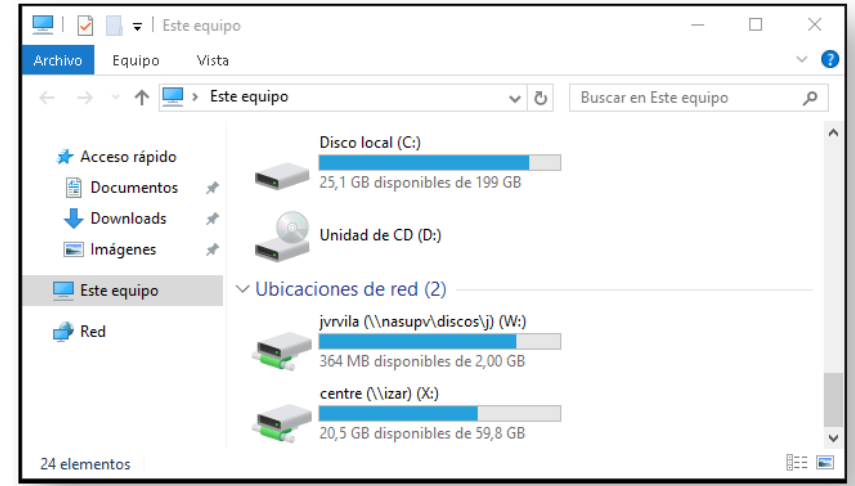 Este equipo
Archivo Equipo Vista
?
Este equipo
Buscar en Este equipo
Acceso rápido
Documentos
Downloads
Imágenes
Este equipo
Red
Disco local (C:)
25,1 GB disponibles de 199 GB
Unidad de CD (D:)
Ubicaciones de red (2)
jvrvila (\\nasupv\discos\j) (W:)
364 MB disponibles de 2,00 GB
centre (\\izar) (X:)
20,5 GB disponibles de 59,8 GB
24 elementos